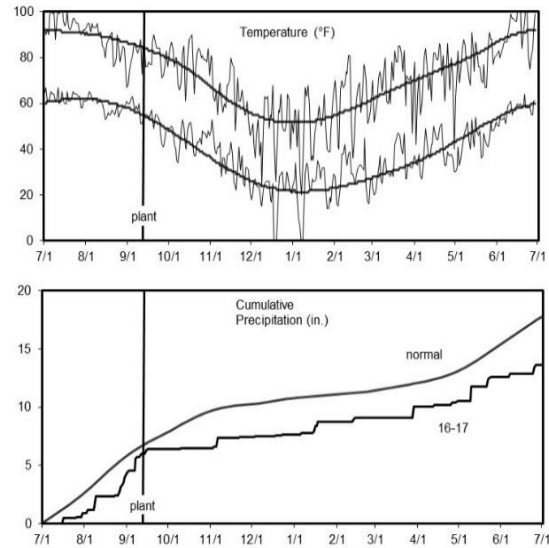 100
Temperature (°F)
80
60
40
20
plant
0
7/1 8/1 9/1 10/1 11/1 12/1 1/1 2/1 3/1 4/1 5/1 6/1 7/1
20
Cumulative
Precipitation (in.)
normal
15
10
16-17
5
plant
0
7/1 8/1 9/1 10/1 11/1 12/1 1/1 2/1 3/1 4/1 5/1 6/1 7/1